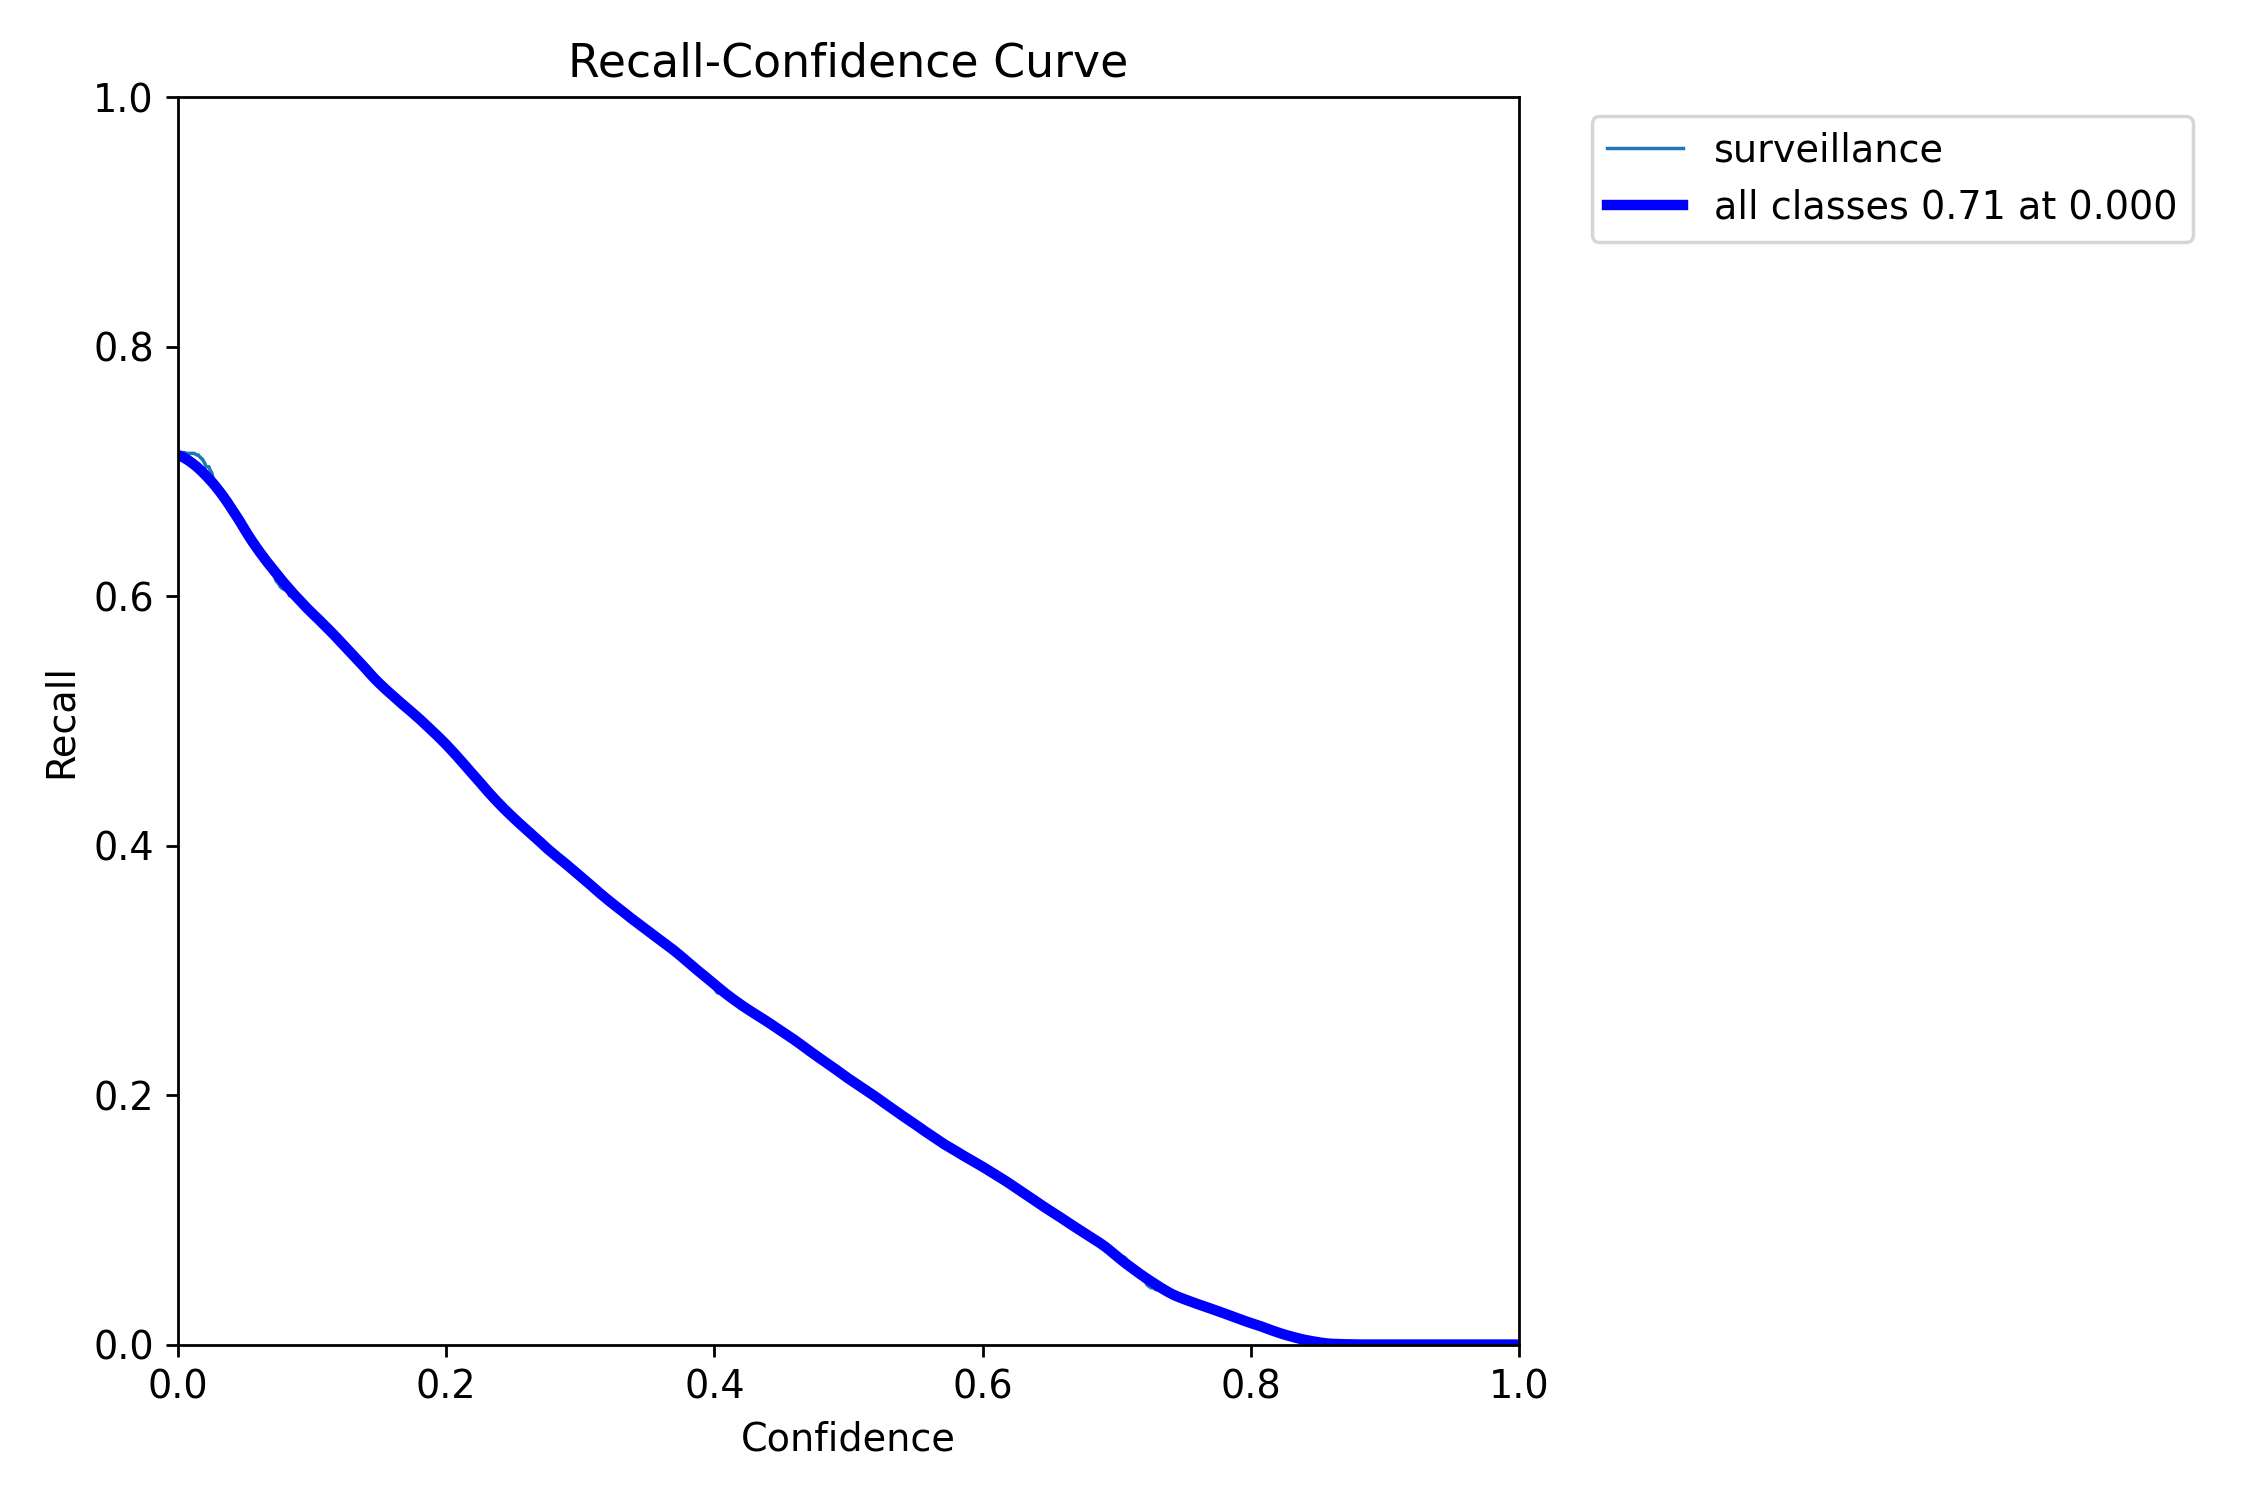 Recall-Confidence Curve
1.0
0.8
0.6
0.4
0.2
0.0
Recall
0.0 0.2 0.4 0.6 0.8 1.0
Confidence
surveillance
all classes 0.71 at 0.000